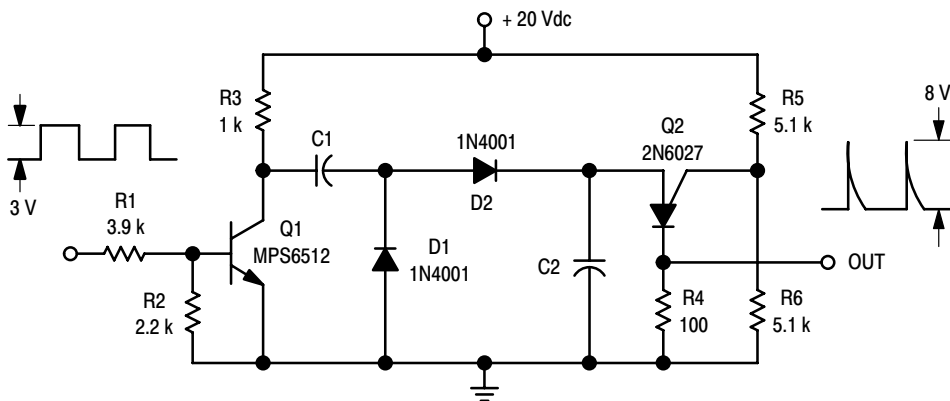 + 20 Vdc
R3
1 k
C1
1N4001
D2
Q2
2N6027
R5
5.1 k
8 V
3 V
R1
3.9 k
Q1
MPS6512
D1
1N4001
C2
OUT
R2
2.2 k
R4
100
R6
5.1 k